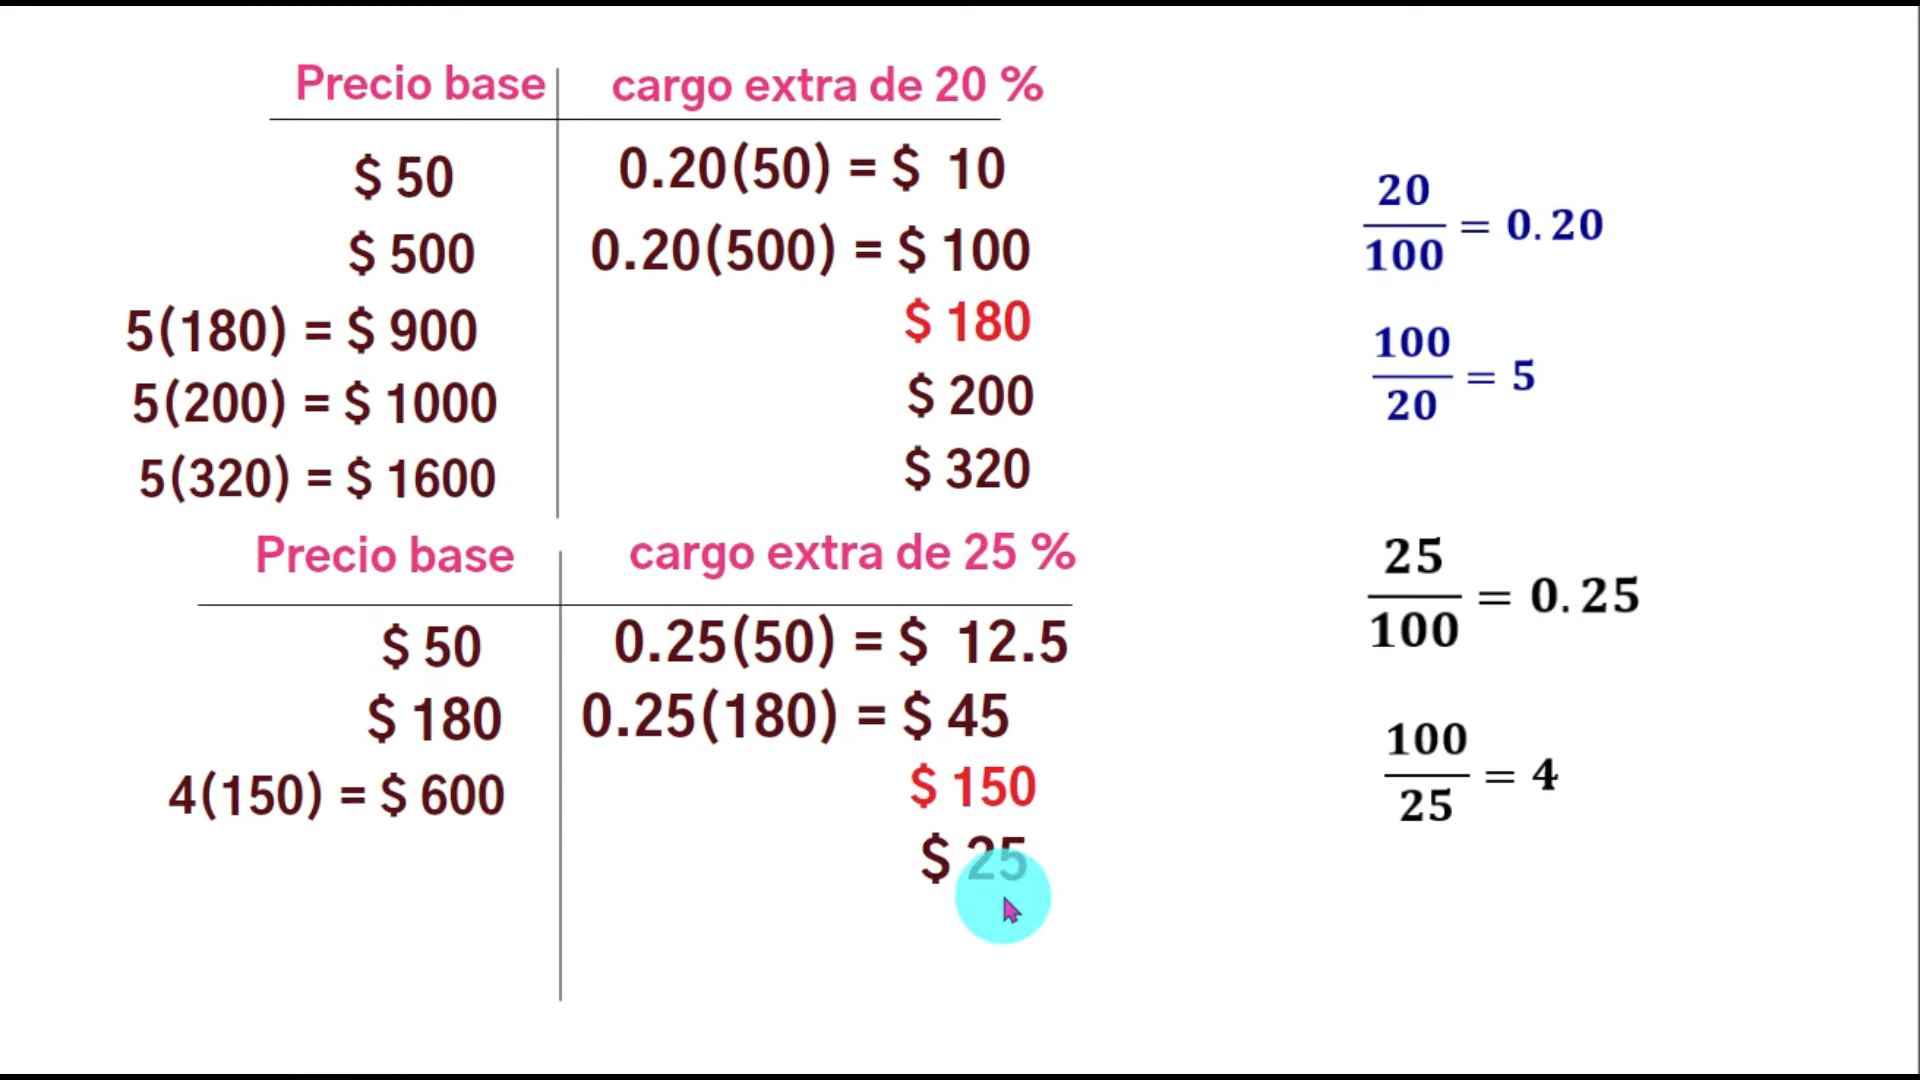 Precio base cargo extra de 20 %
$ 50 0.20(50) = $ 10
$ 500 0.20(500) = $ 100
5(180) = $ 900 $ 180
5(200) = $ 1000 $ 200
5(320) = $ 1600 $ 320
Precio base cargo extra de 25 %
$ 50 0.25(50) = $ 12.5
$ 180 0.25(180) = $ 45
4(150) = $ 600 $ 150
$ 25
20
100 = 0.20
100
20 = 5
25
100 = 0.25
100
25 = 4